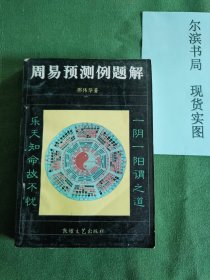 周易预测例题解
邢伟华著
一阴一阳谓之道
乐天知命故不忧
敦煌文艺出版社
尔滨书局
现货实图